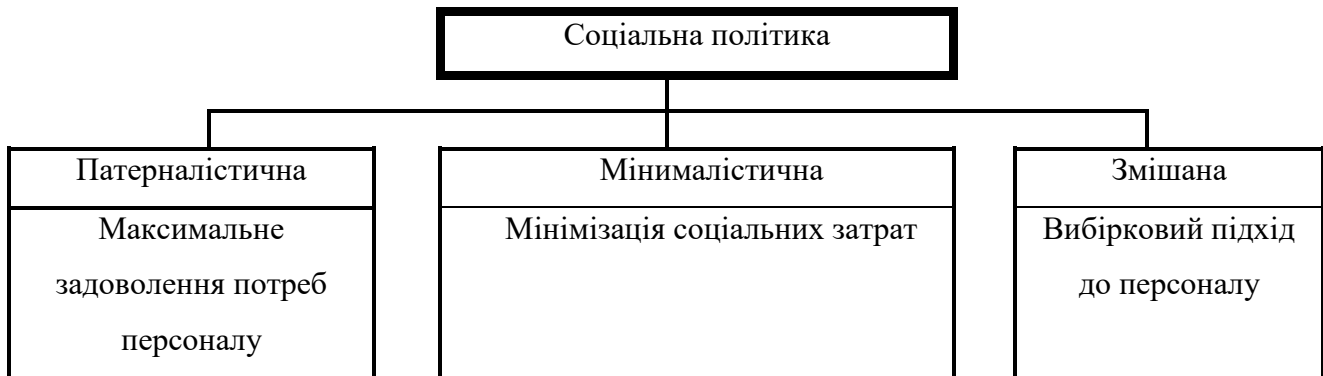 Соціальна політика
Патерналістична
Мінималістична
Змішана
Максимальне
задоволення потреб
персоналу
Мінімізація соціальних затрат
Вибірковий підхід
до персоналу